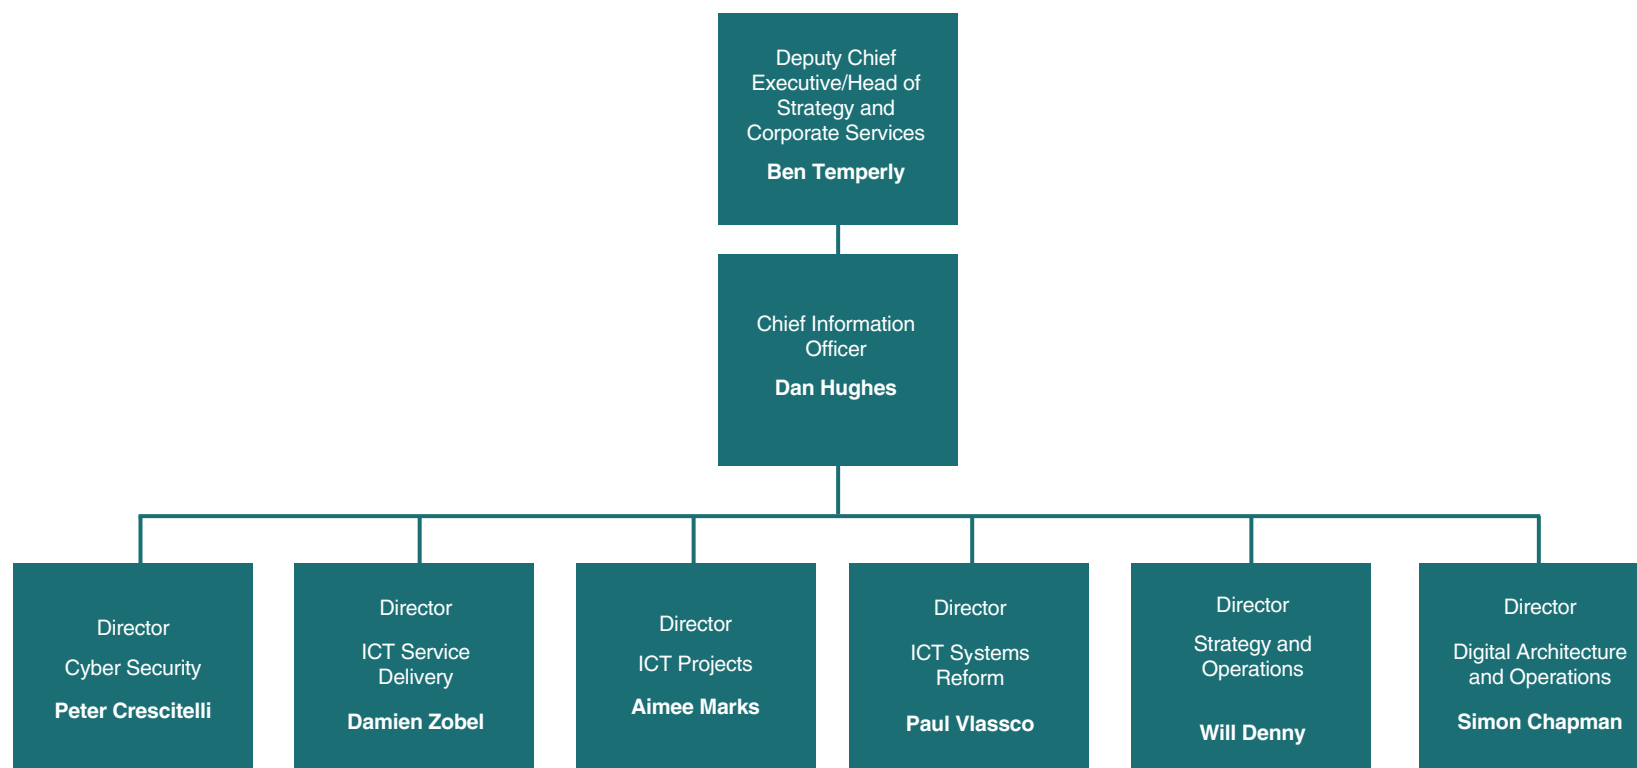 Deputy Chief
Executive/Head of
Strategy and
Corporate Services
Ben Temperly
Chief Information
Officer
Dan Hughes
Director
Cyber Security
Peter Crescitelli
Director
ICT Service
Delivery
Damien Zobel
Director
ICT Projects
Aimee Marks
Director
ICT Systems
Reform
Paul Vlassco
Director
Strategy and
Operations
Will Denny
Director
Digital Architecture
and Operations
Simon Chapman